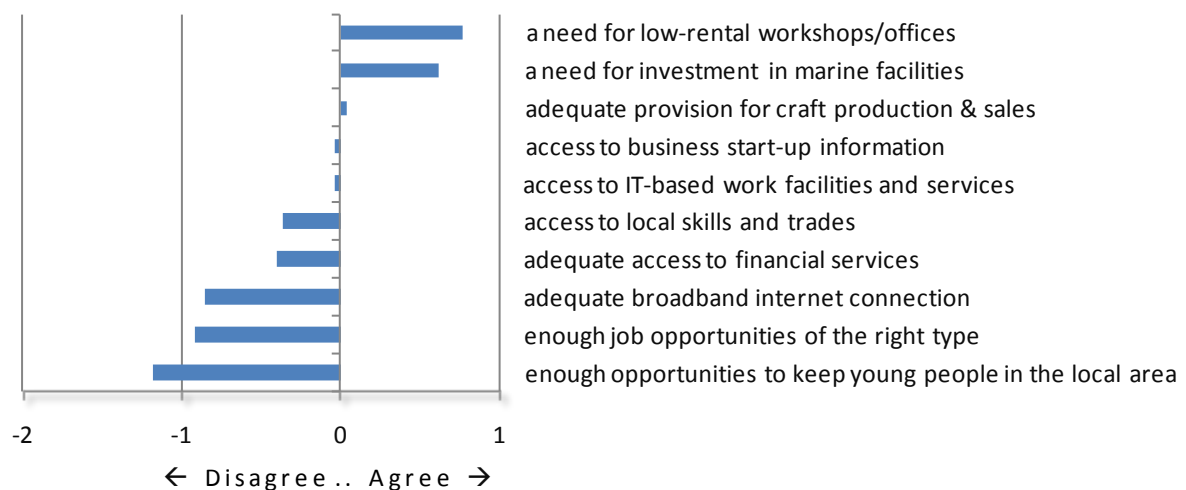 a need for low-rental workshops/offices
a need for investment in marine facilities
adequate provision for craft production & sales
access to business start-up information
access to IT-based work facilities and services
access to local skills and trades
adequate access to financial services
adequate broadband internet connection
enough job opportunities of the right type
enough opportunities to keep young people in the local area
-2 -1 0 1
← Disagree .. Agree →